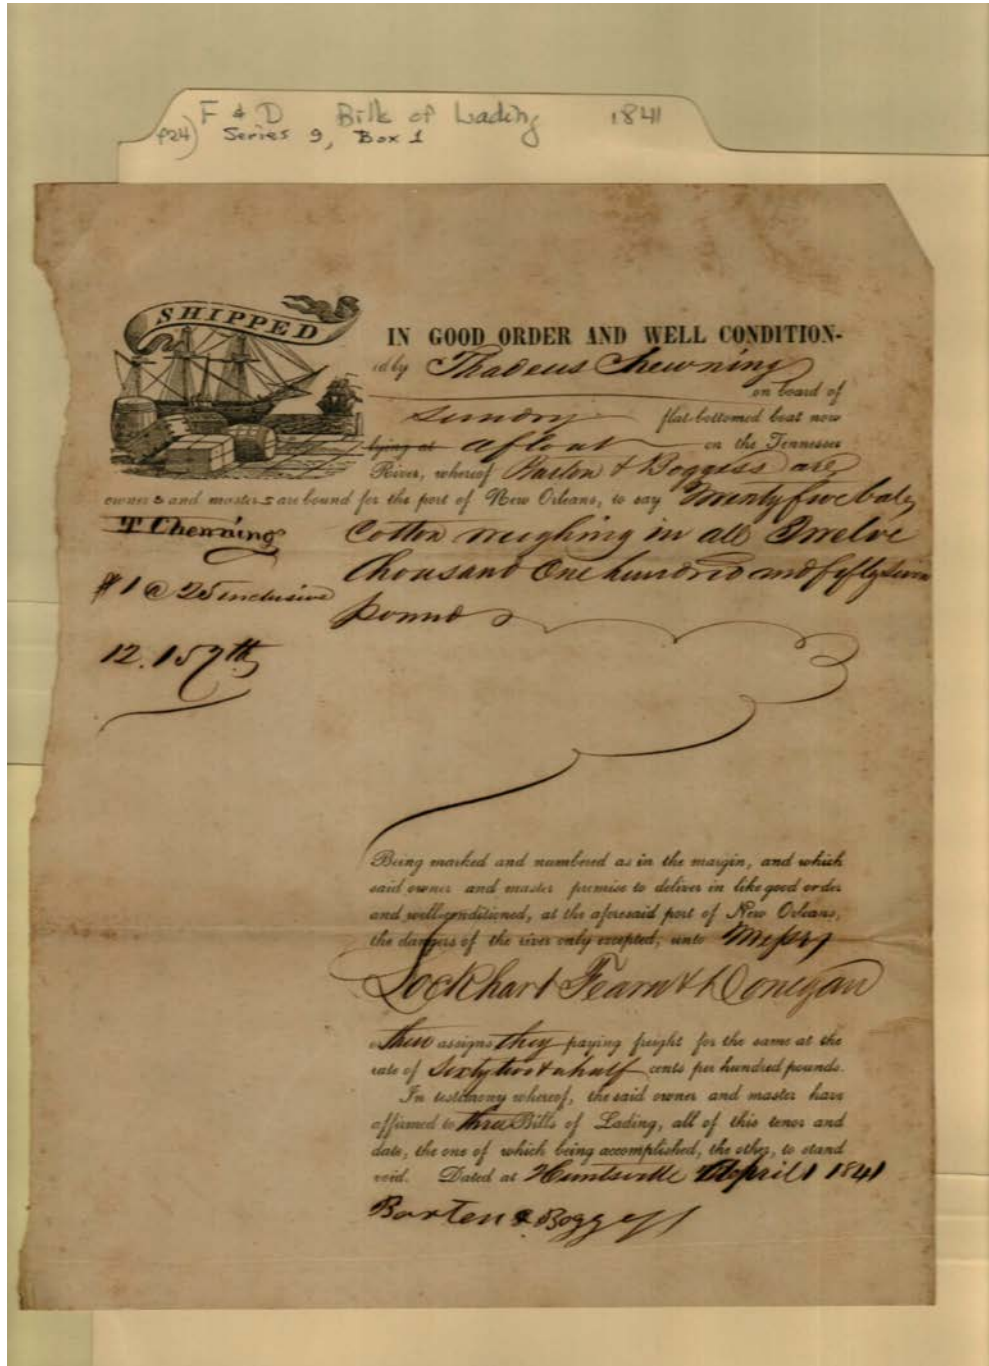 F & D Bills of Lading 1841
P24) Series 9, Box 1
SHIPPED
IN GOOD ORDER AND WELL CONDITION-
ed by Thadeus Chewning
on board of
sundry flat-bottomed boat now
lying at afloat on the Tennessee
River, whereof Barton & Boggess are
owners and masters are bound for the port of New Orleans, to say Twenty five bales
T Chewning Cotton weighing in all Twelve
#1 @ 25 inclusive thousand One hundred and fifty seven
pounds
12.157 lb
Being marked and numbered as in the margin, and which
said owner and master promise to deliver in like good order
and well-conditioned, at the aforesaid port of New Orleans,
the dangers of the river only excepted, unto Messrs
Lockhart Fearn & Donegan
or their assigns they paying freight for the same at the
rate of Sixty two & a half cents per hundred pounds.
In testimony whereof, the said owner and master have
affirmed to three Bills of Lading, all of this tenor and
date, the one of which being accomplished, the other, to stand
void. Dated at Huntsville April 1 1841
Barten & Boggess